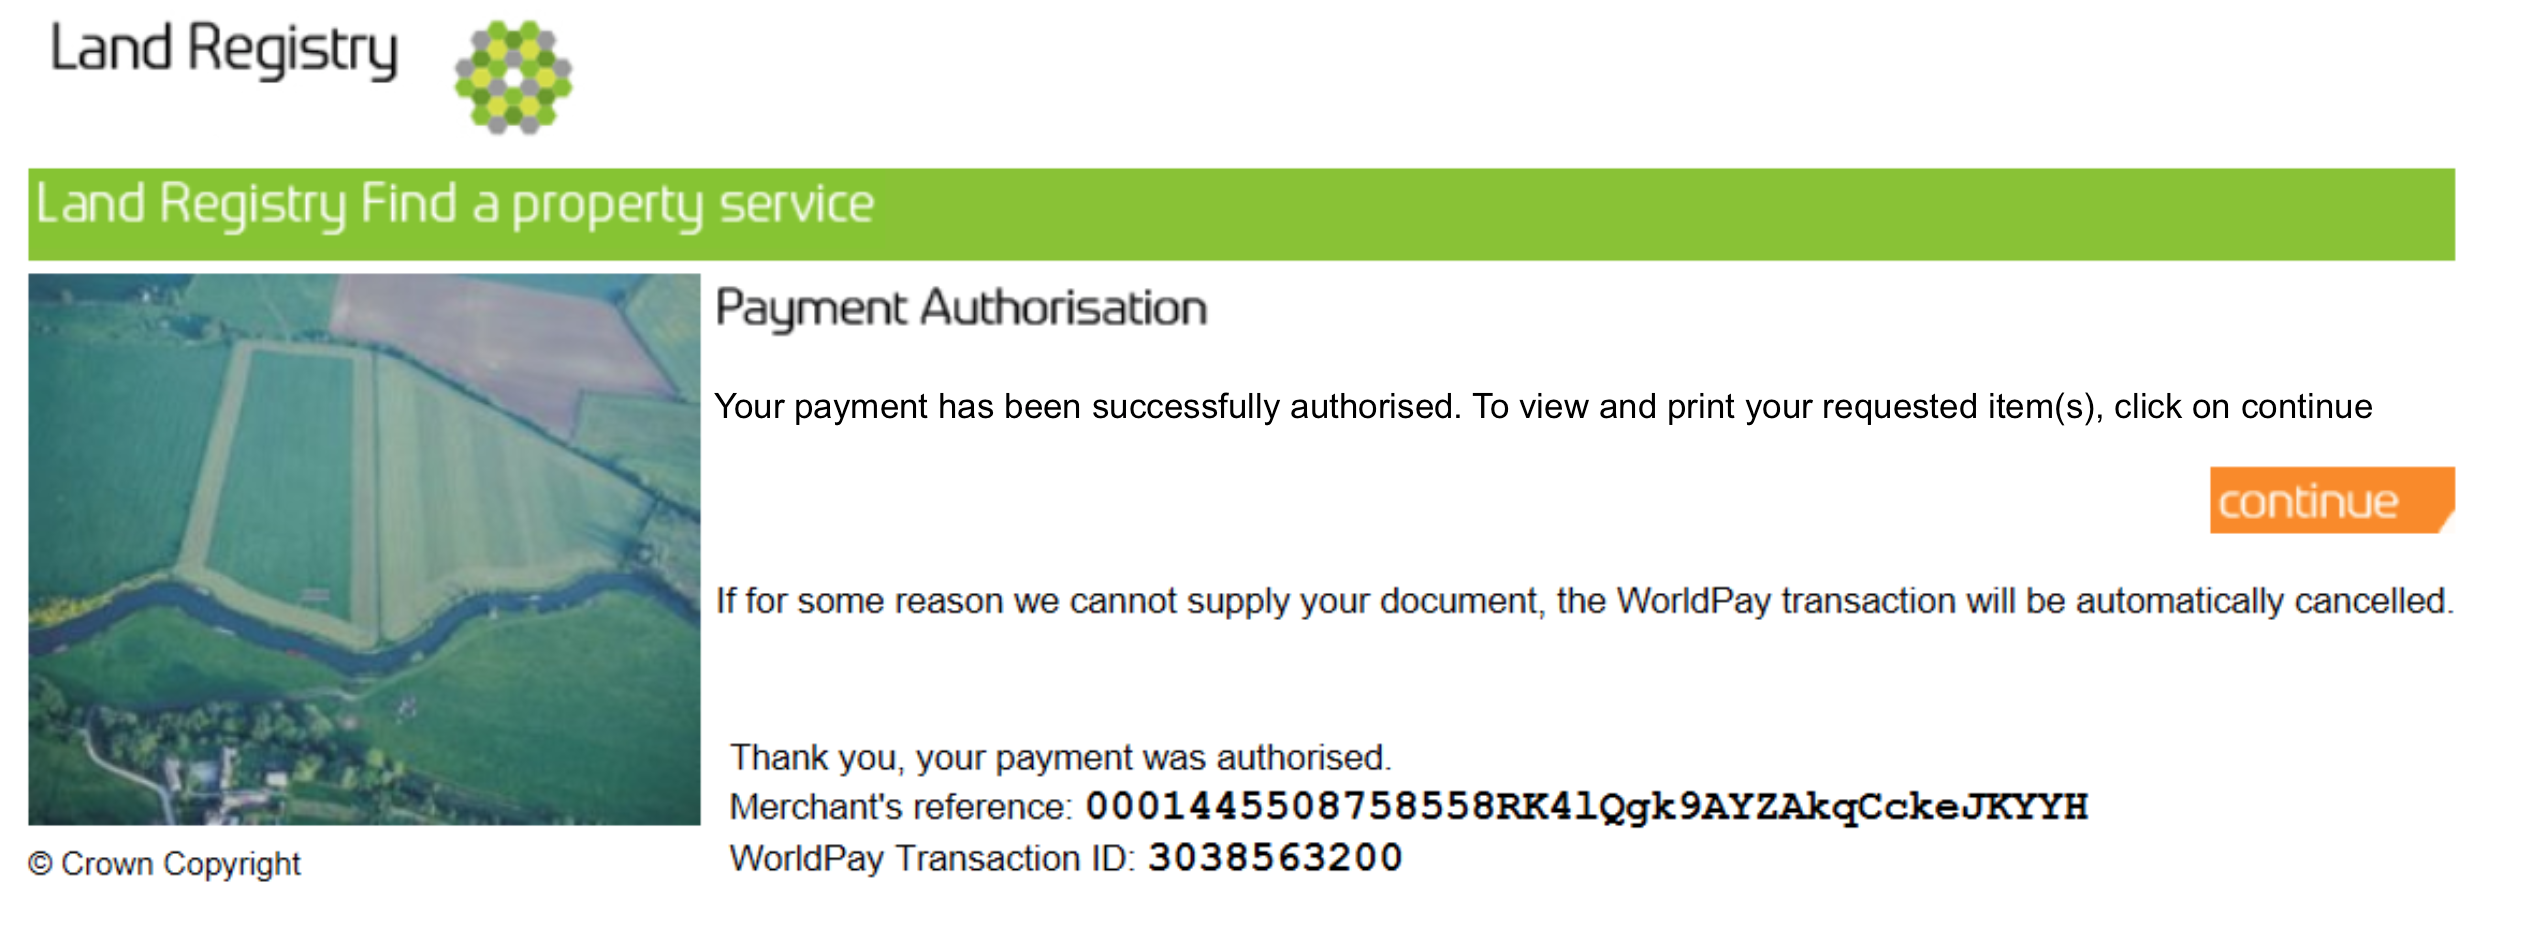 Land Registry
Land Registry Find a property service
Payment Authorisation
Your payment has been successfully authorised. To view and print your requested item(s), click on continue
continue
If for some reason we cannot supply your document, the WorldPay transaction will be automatically cancelled.
Thank you, your payment was authorised.
Merchant's reference: 0001445508758558RK4lQgk9AYZAkqCckeJKYYH
WorldPay Transaction ID: 3038563200
© Crown Copyright